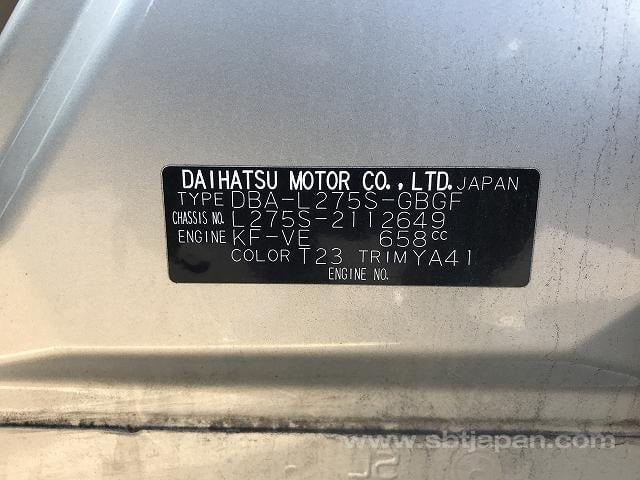 DAIHATSU MOTOR CO., LTD. JAPAN
TYPE DBA-L275S-GBGF
CHASSIS NO. L275S-2112649
ENGINE KF-VE 658cc
COLOR T23 TRIM YA41
ENGINE NO.
www.sbtjapan.com